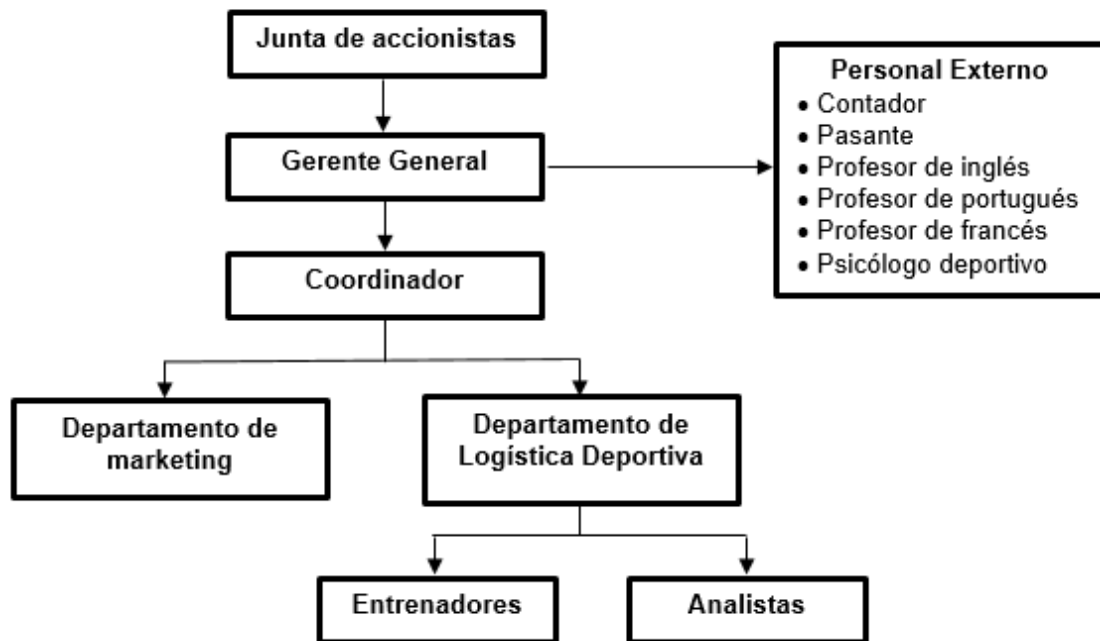 Junta de accionistas
Gerente General
Coordinador
Personal Externo
• Contador
• Pasante
• Profesor de inglés
• Profesor de portugués
• Profesor de francés
• Psicólogo deportivo
Departamento de
marketing
Departamento de
Logística Deportiva
Entrenadores
Analistas